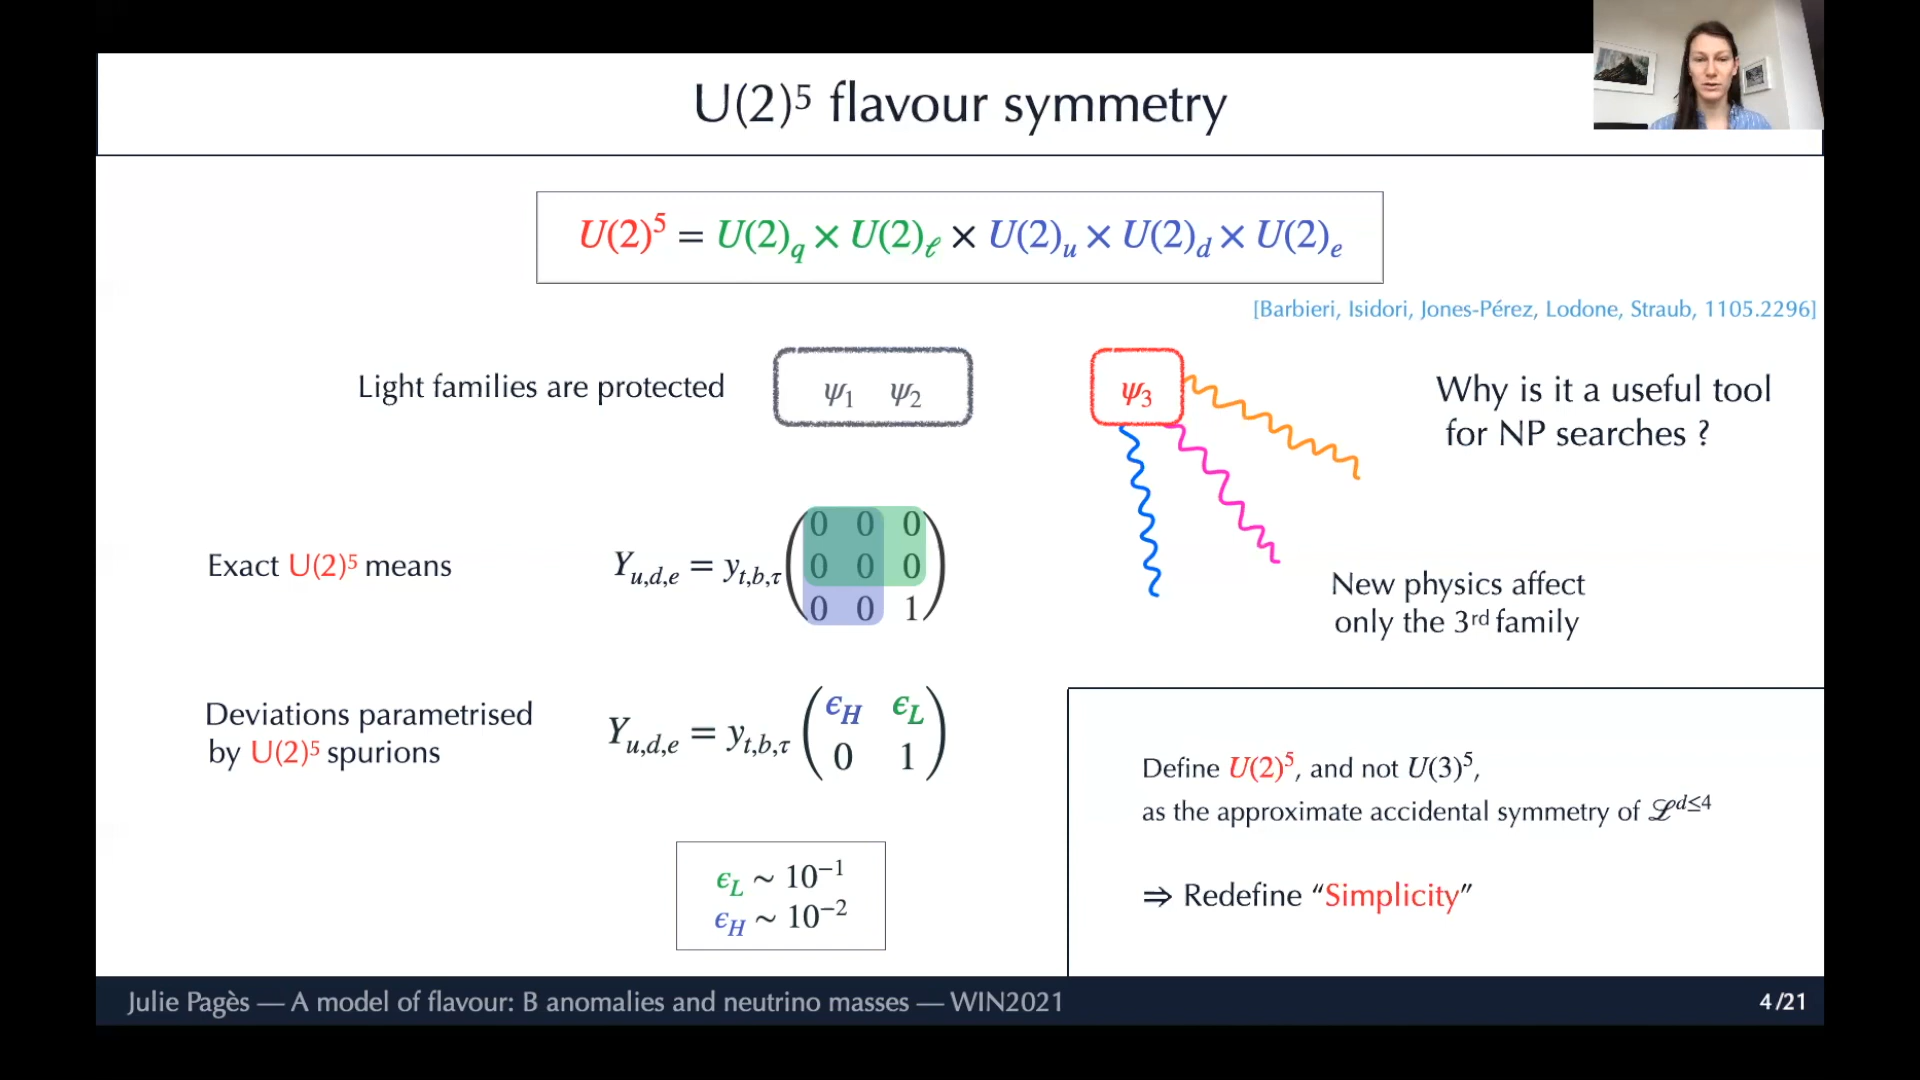 U(2)⁵ flavour symmetry
U(2)⁵ = U(2)_q × U(2)_ℓ × U(2)_u × U(2)_d × U(2)_e
[Barbieri, Isidori, Jones-Pérez, Lodone, Straub, 1105.2296]
Light families are protected
ψ₁ ψ₂
ψ₃
Why is it a useful tool
for NP searches ?
Exact U(2)⁵ means
Y_{u,d,e} = y_{t,b,τ}
0 0 0
0 0 0
0 0 1
New physics affect
only the 3rd family
Deviations parametrised
by U(2)⁵ spurions
Y_{u,d,e} = y_{t,b,τ}
ϵ_H ϵ_L
0 1
ϵ_L ~ 10⁻¹
ϵ_H ~ 10⁻²
Define U(2)⁵, and not U(3)⁵,
as the approximate accidental symmetry of ℒ^{d≤4}
⇒ Redefine “Simplicity”
Julie Pagès — A model of flavour: B anomalies and neutrino masses — WIN2021
4 /21